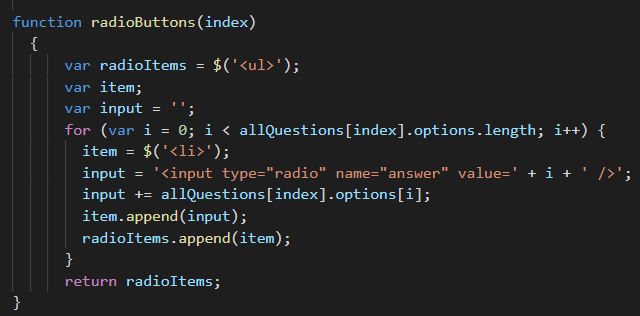 function radioButtons(index)
{
var radioItems = $('<ul>');
var item;
var input = '';
for (var i = 0; i < allQuestions[index].options.length; i++) {
item = $('<li>');
input = '<input type="radio" name="answer" value=' + i + ' />';
input += allQuestions[index].options[i];
item.append(input);
radioItems.append(item);
}
return radioItems;
}